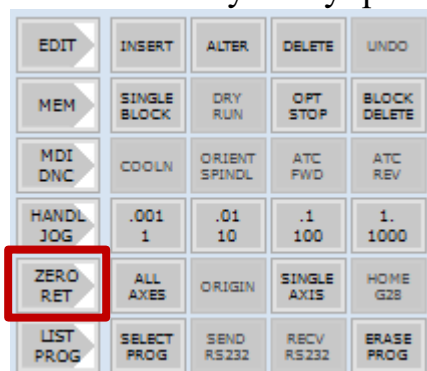 EDIT INSERT ALTER DELETE UNDO
MEM SINGLE BLOCK DRY RUN OPT STOP BLOCK DELETE
MDI DNC COOLN ORIENT SPINDL ATC FWD ATC REV
HANDL JOG .001 1 .01 10 .1 100 1. 1000
ZERO RET ALL AXES ORIGIN SINGLE AXIS HOME G28
LIST PROG SELECT PROG SEND RS232 RECV RS232 ERASE PROG